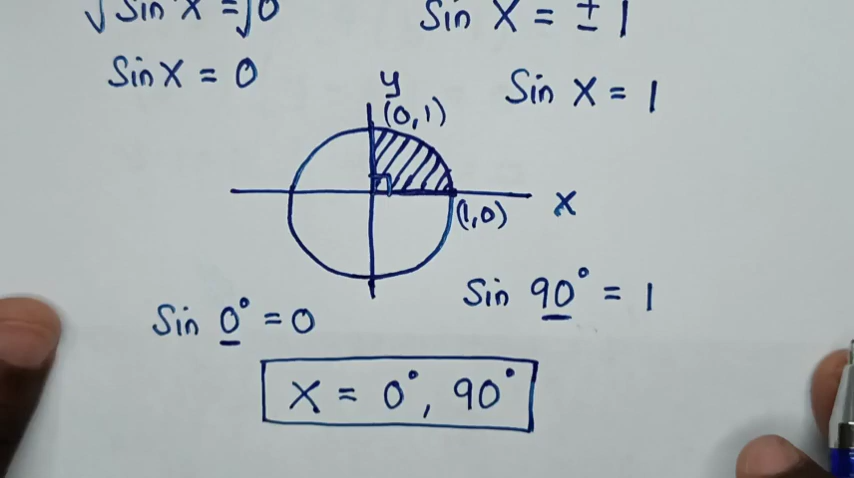 √Sin X = √0
Sin X = ± 1
Sin X = 0
Sin X = 1
y
(0,1)
(1,0)
X
Sin 0° = 0
Sin 90° = 1
X = 0°, 90°